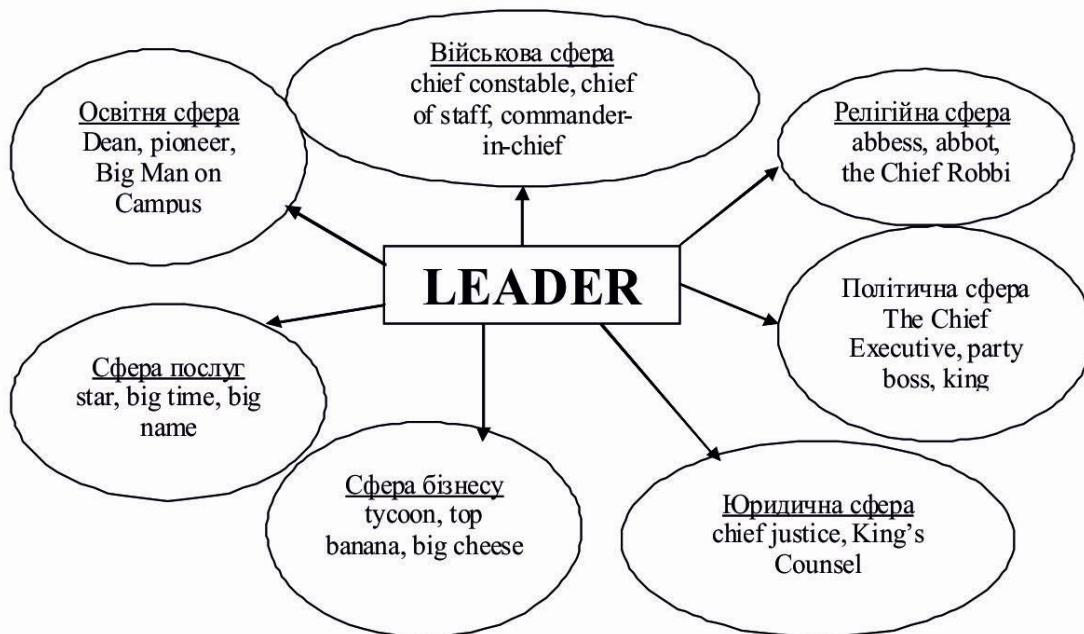 Військова сфера
chief constable, chief
of staff, commander-
in-chief
Освітня сфера
Dean, pioneer,
Big Man on
Campus
Релігійна сфера
abbess, abbot,
the Chief Robbi
LEADER
Політична сфера
The Chief
Executive, party
boss, king
Сфера послуг
star, big time, big
name
Сфера бізнесу
tycoon, top
banana, big cheese
Юридична сфера
chief justice, King’s
Counsel